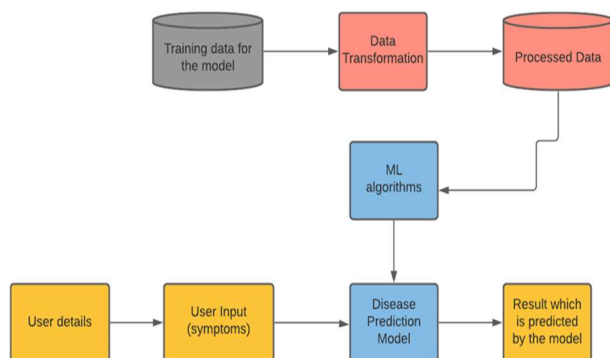 Training data for
the model
Data
Transformation
Processed Data
ML
algorithms
User details
User Input
(symptoms)
Disease
Prediction
Model
Result which
is predicted
by the model